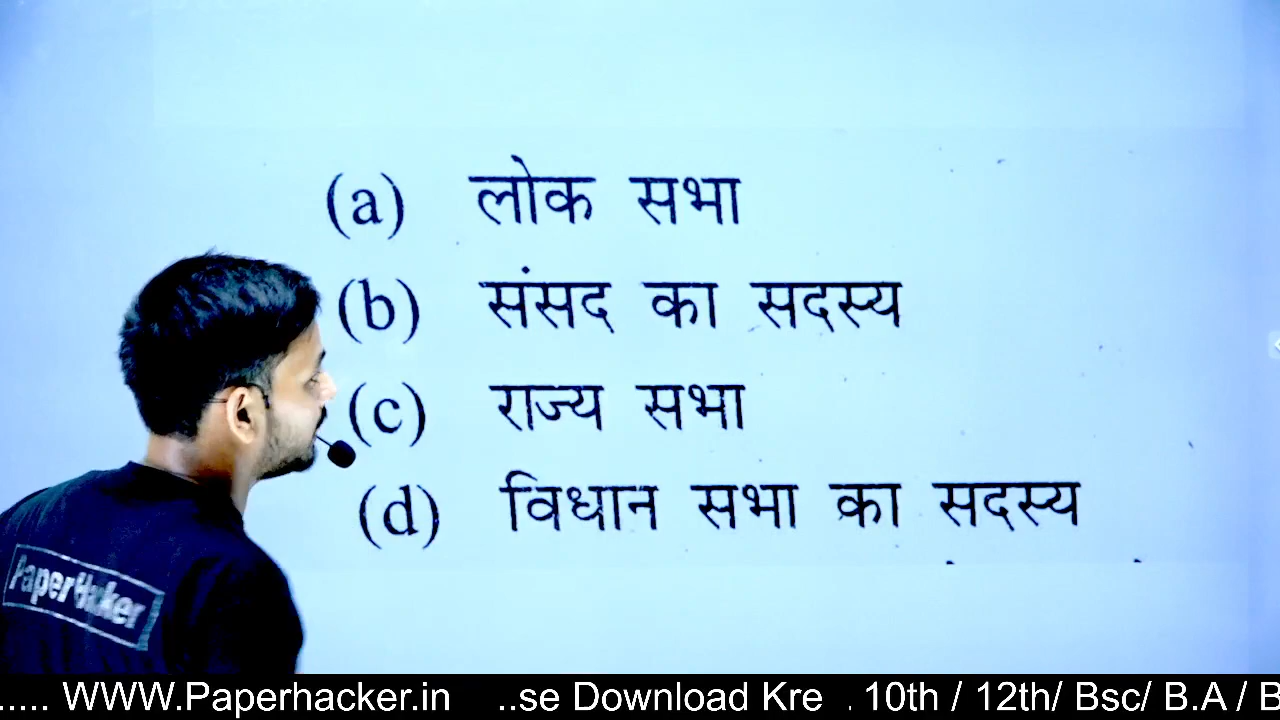 (a) लोक सभा
(b) संसद का सदस्य
(c) राज्य सभा
(d) विधान सभा का सदस्य
PaperHacker
..... WWW.Paperhacker.in ..se Download Kre . 10th / 12th/ Bsc/ B.A / B